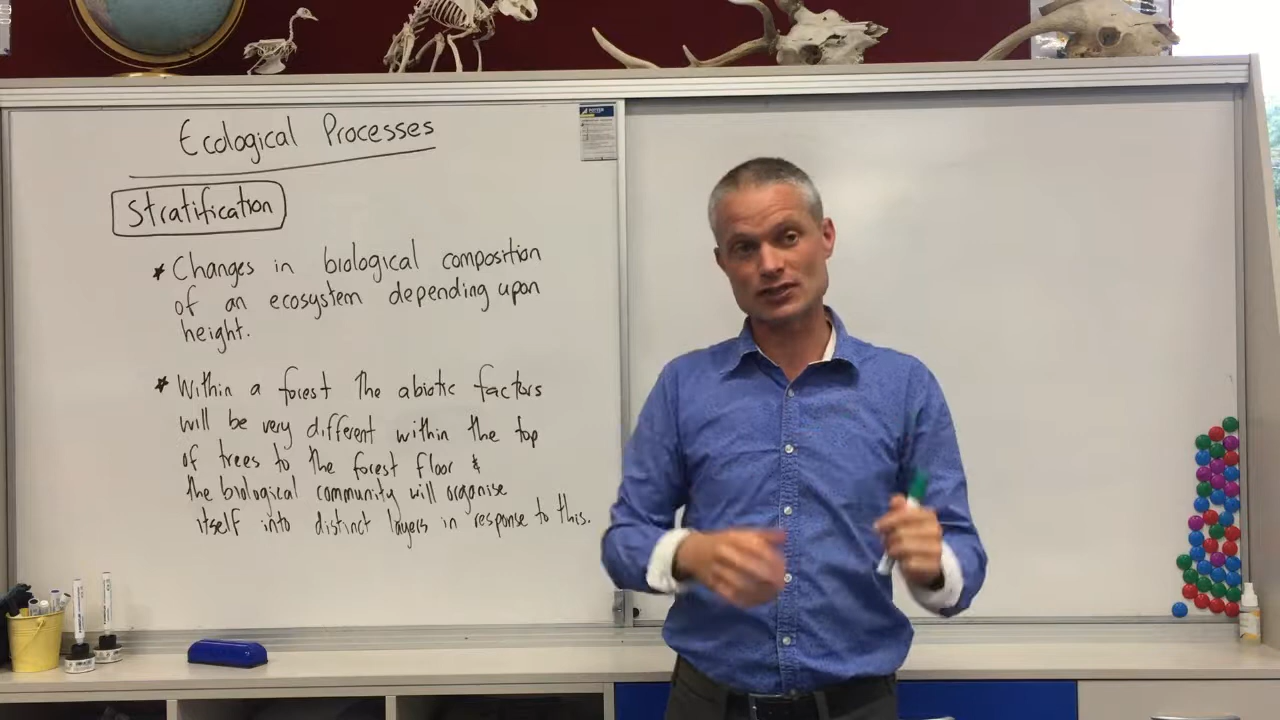 Ecological Processes
Stratification
* Changes in biological composition
of an ecosystem depending upon
height.
* Within a forest the abiotic factors
will be very different within the top
of trees to the forest floor &
the biological community will organise
itself into distinct layers in response to this.